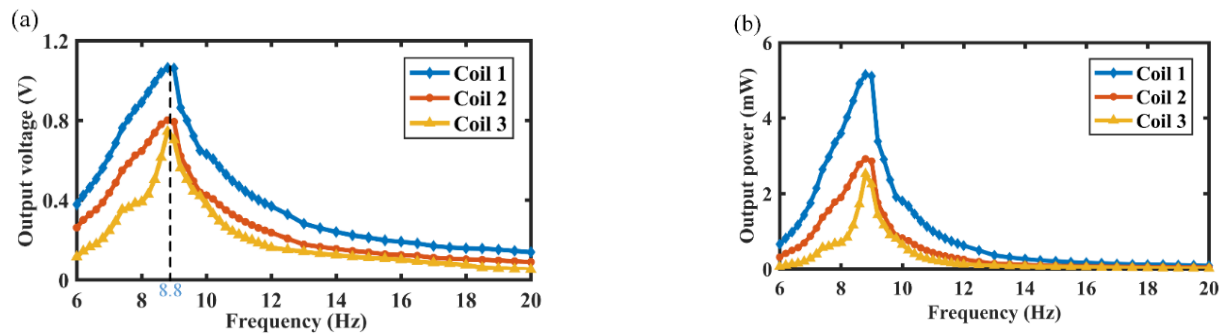 (a)
1.2
0.8
0.4
0
Output voltage (V)
Coil 1
Coil 2
Coil 3
6 8 10 12 14 16 18 20
8.8
Frequency (Hz)
(b)
6
4
2
0
Output power (mW)
Coil 1
Coil 2
Coil 3
6 8 10 12 14 16 18 20
Frequency (Hz)